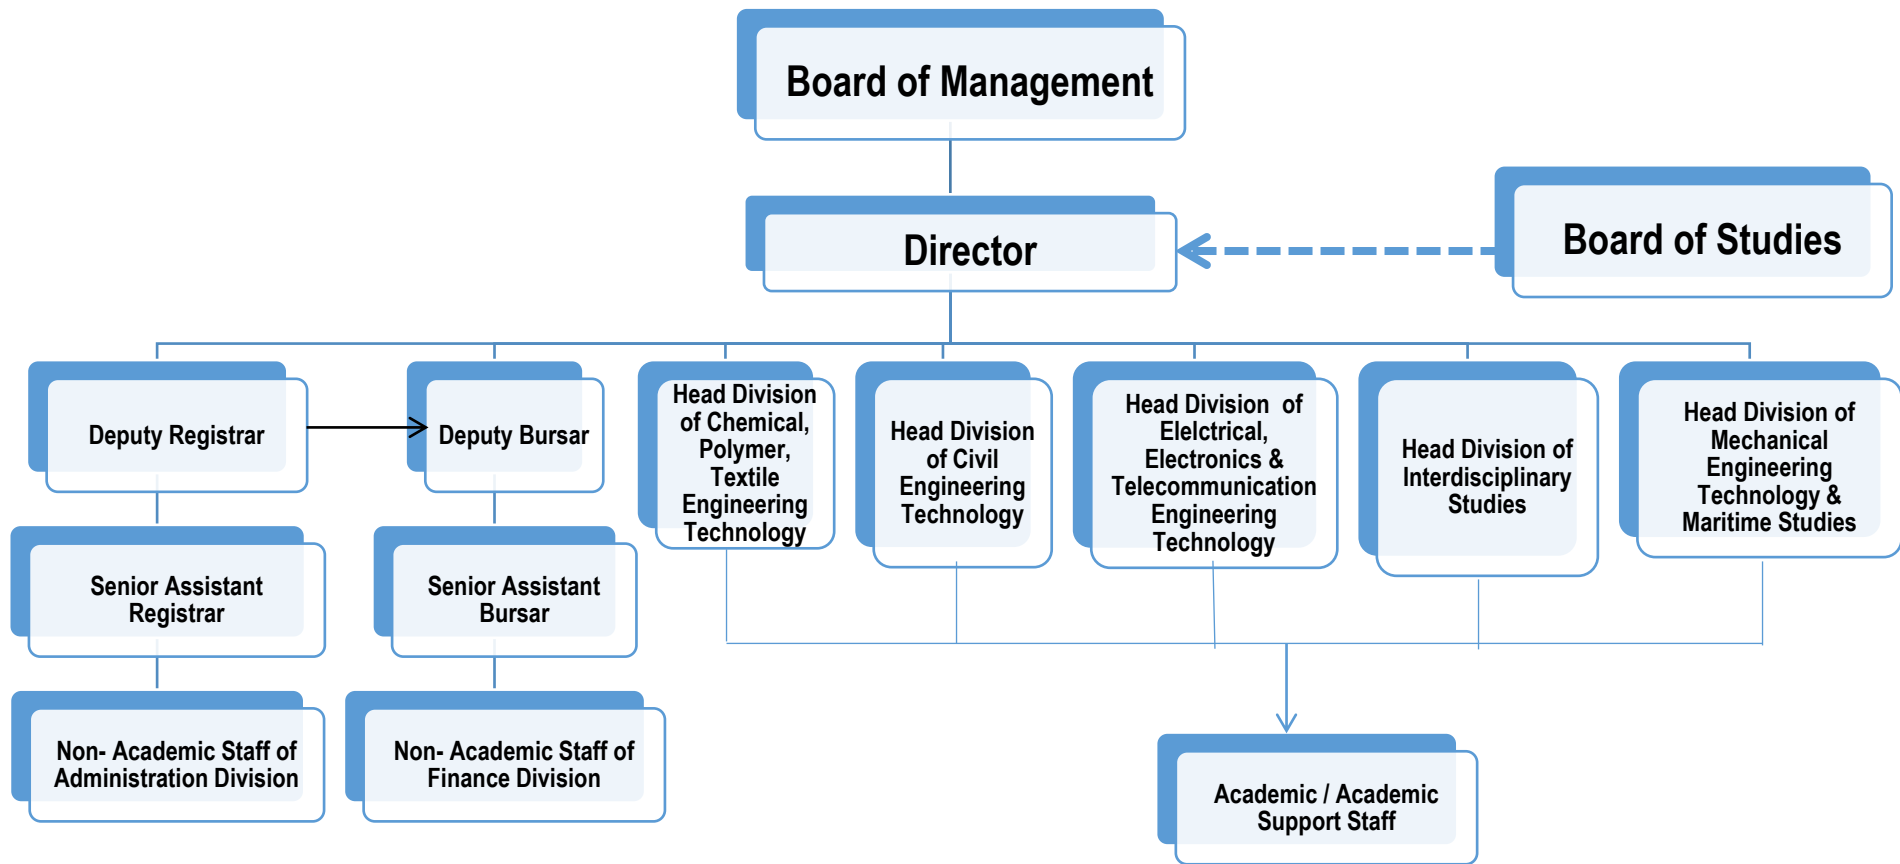 Board of Management
Director
Board of Studies
Deputy Registrar
Deputy Bursar
Head Division
of Chemical,
Polymer,
Textile
Engineering
Technology
Head Division
of Civil
Engineering
Technology
Head Division of
Elelctrical,
Electronics &
Telecommunication
Engineering
Technology
Head Division of
Interdisciplinary
Studies
Head Division of
Mechanical
Engineering
Technology &
Maritime Studies
Senior Assistant
Registrar
Senior Assistant
Bursar
Non- Academic Staff of
Administration Division
Non- Academic Staff of
Finance Division
Academic / Academic
Support Staff